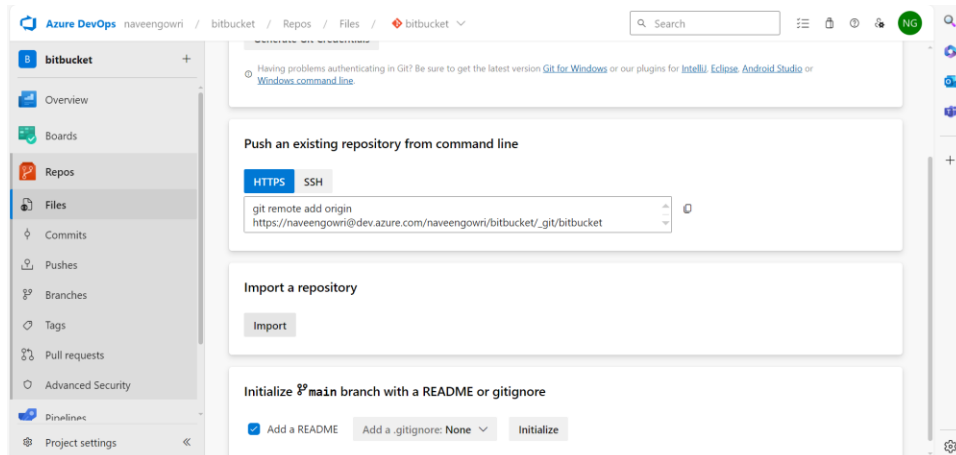 Azure DevOps naveengowri / bitbucket / Repos / Files / bitbucket Search NG
B bitbucket
Overview
Boards
Repos
Files
Commits
Pushes
Branches
Tags
Pull requests
Advanced Security
Pipelines
Project settings
Generate Git Credentials
Having problems authenticating in Git? Be sure to get the latest version Git for Windows or our plugins for IntelliJ, Eclipse, Android Studio or
Windows command line.
Push an existing repository from command line
HTTPS SSH
git remote add origin
https://naveengowri@dev.azure.com/naveengowri/bitbucket/_git/bitbucket
Import a repository
Import
Initialize main branch with a README or gitignore
Add a README Add a .gitignore: None Initialize